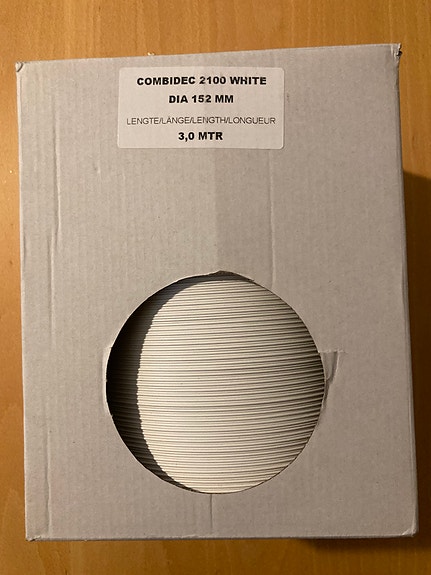 COMBIDEC 2100 WHITE
DIA 152 MM
LENGTE/LÄNGE/LENGTH/LONGUEUR
3,0 MTR